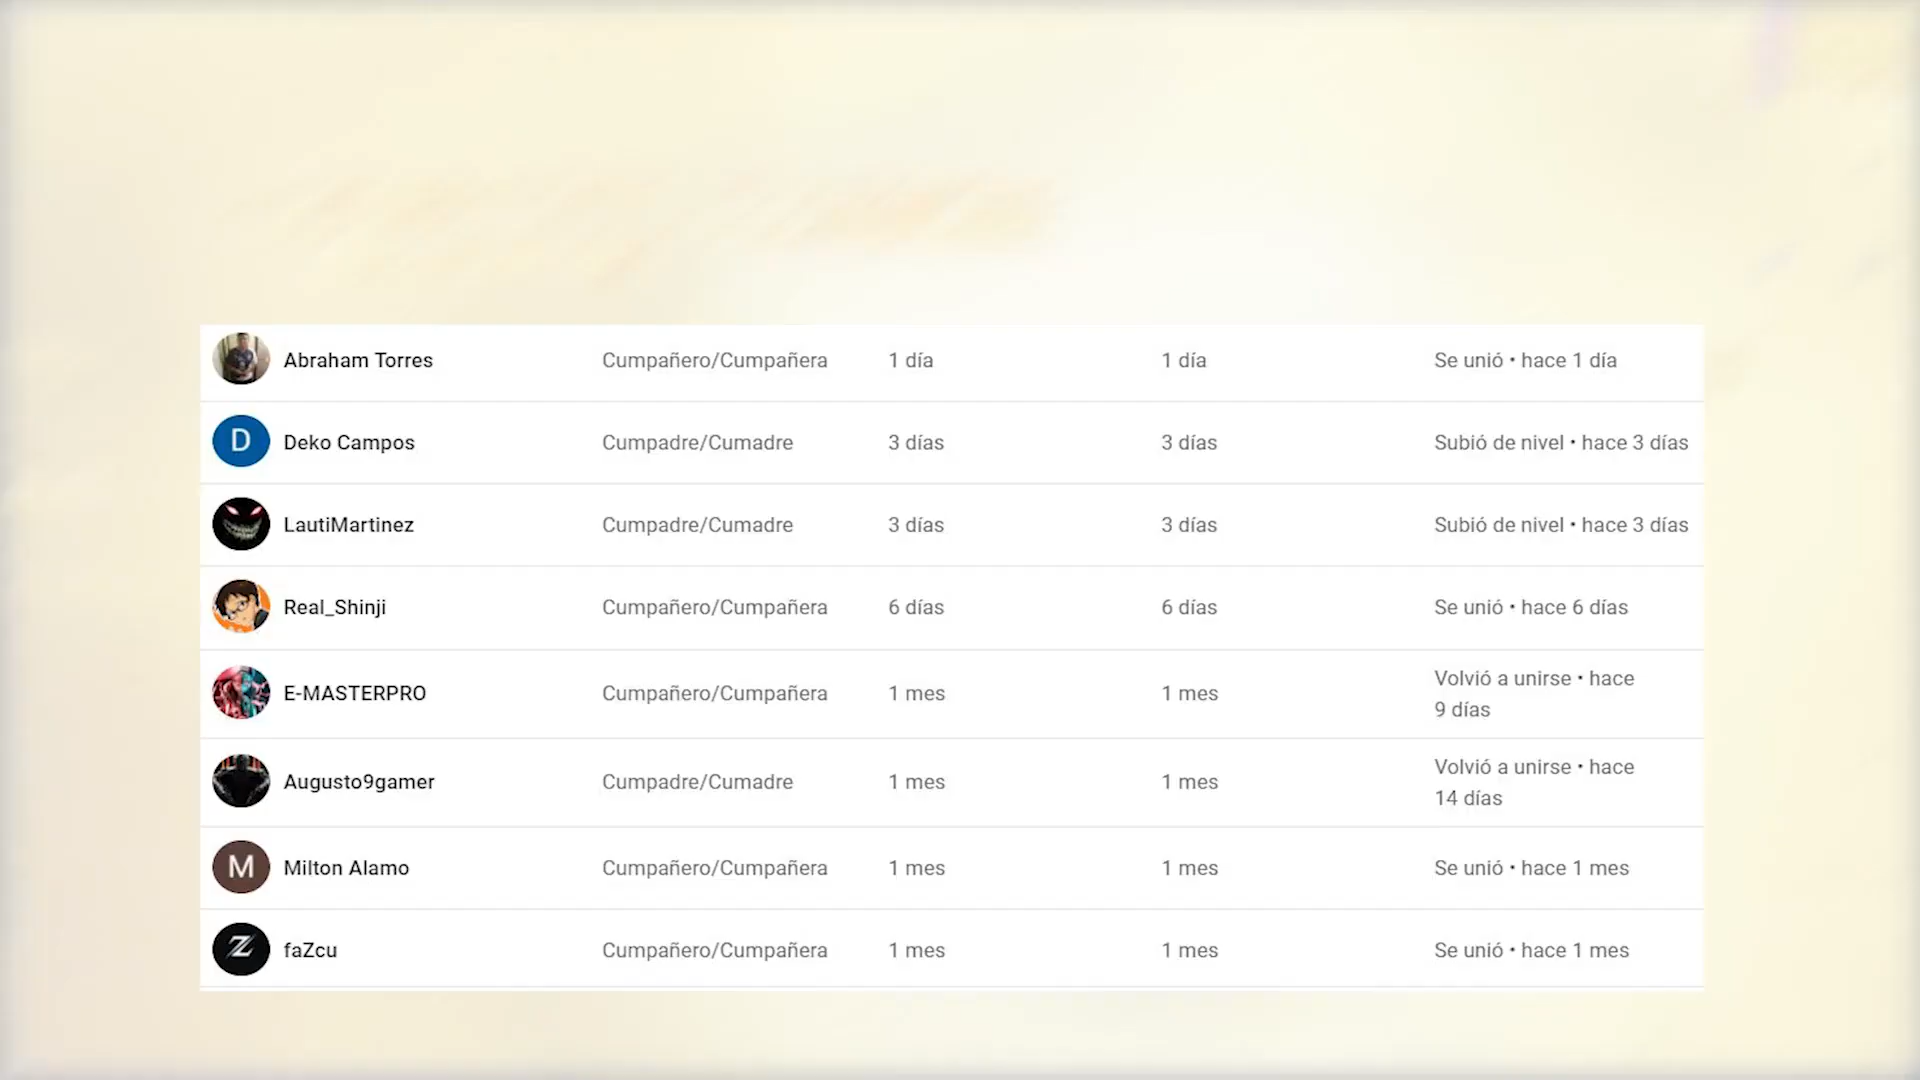 Abraham Torres Cumpañero/Cumpañera 1 día 1 día Se unió • hace 1 día
D Deko Campos Cumpadre/Cumadre 3 días 3 días Subió de nivel • hace 3 días
LautiMartinez Cumpadre/Cumadre 3 días 3 días Subió de nivel • hace 3 días
Real_Shinji Cumpañero/Cumpañera 6 días 6 días Se unió • hace 6 días
E-MASTERPRO Cumpañero/Cumpañera 1 mes 1 mes Volvió a unirse • hace
9 días
Augusto9gamer Cumpadre/Cumadre 1 mes 1 mes Volvió a unirse • hace
14 días
M Milton Alamo Cumpañero/Cumpañera 1 mes 1 mes Se unió • hace 1 mes
Z faZcu Cumpañero/Cumpañera 1 mes 1 mes Se unió • hace 1 mes